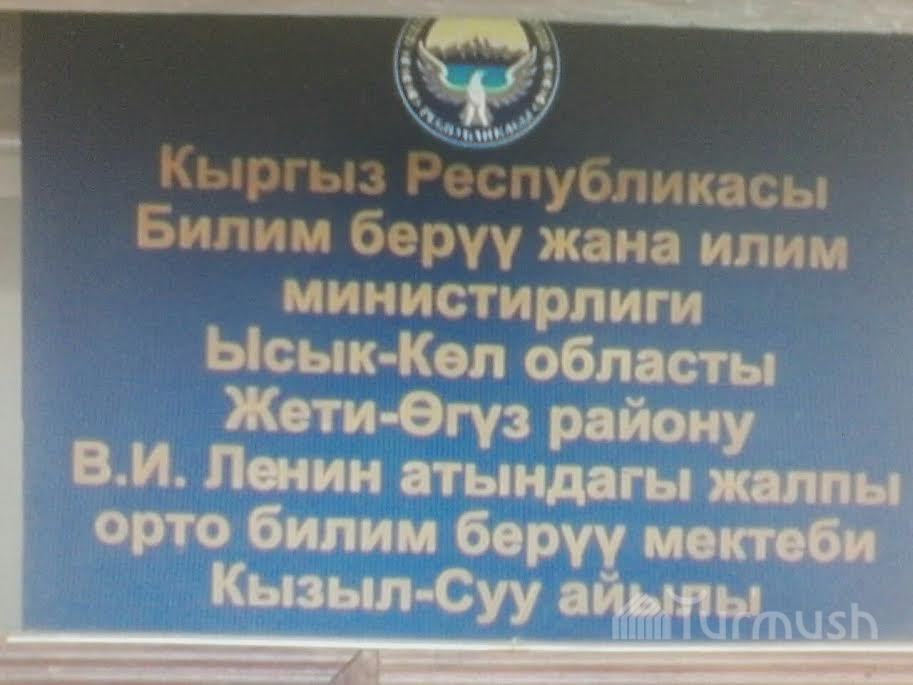 РЕСПУБЛИКАСЫ
Кыргыз Республикасы
Билим берүү жана илим
министирлиги
Ысык-Көл областы
Жети-Өгүз району
В.И. Ленин атындагы жалпы
орто билим берүү мектеби
Кызыл-Суу айылы
Turmush